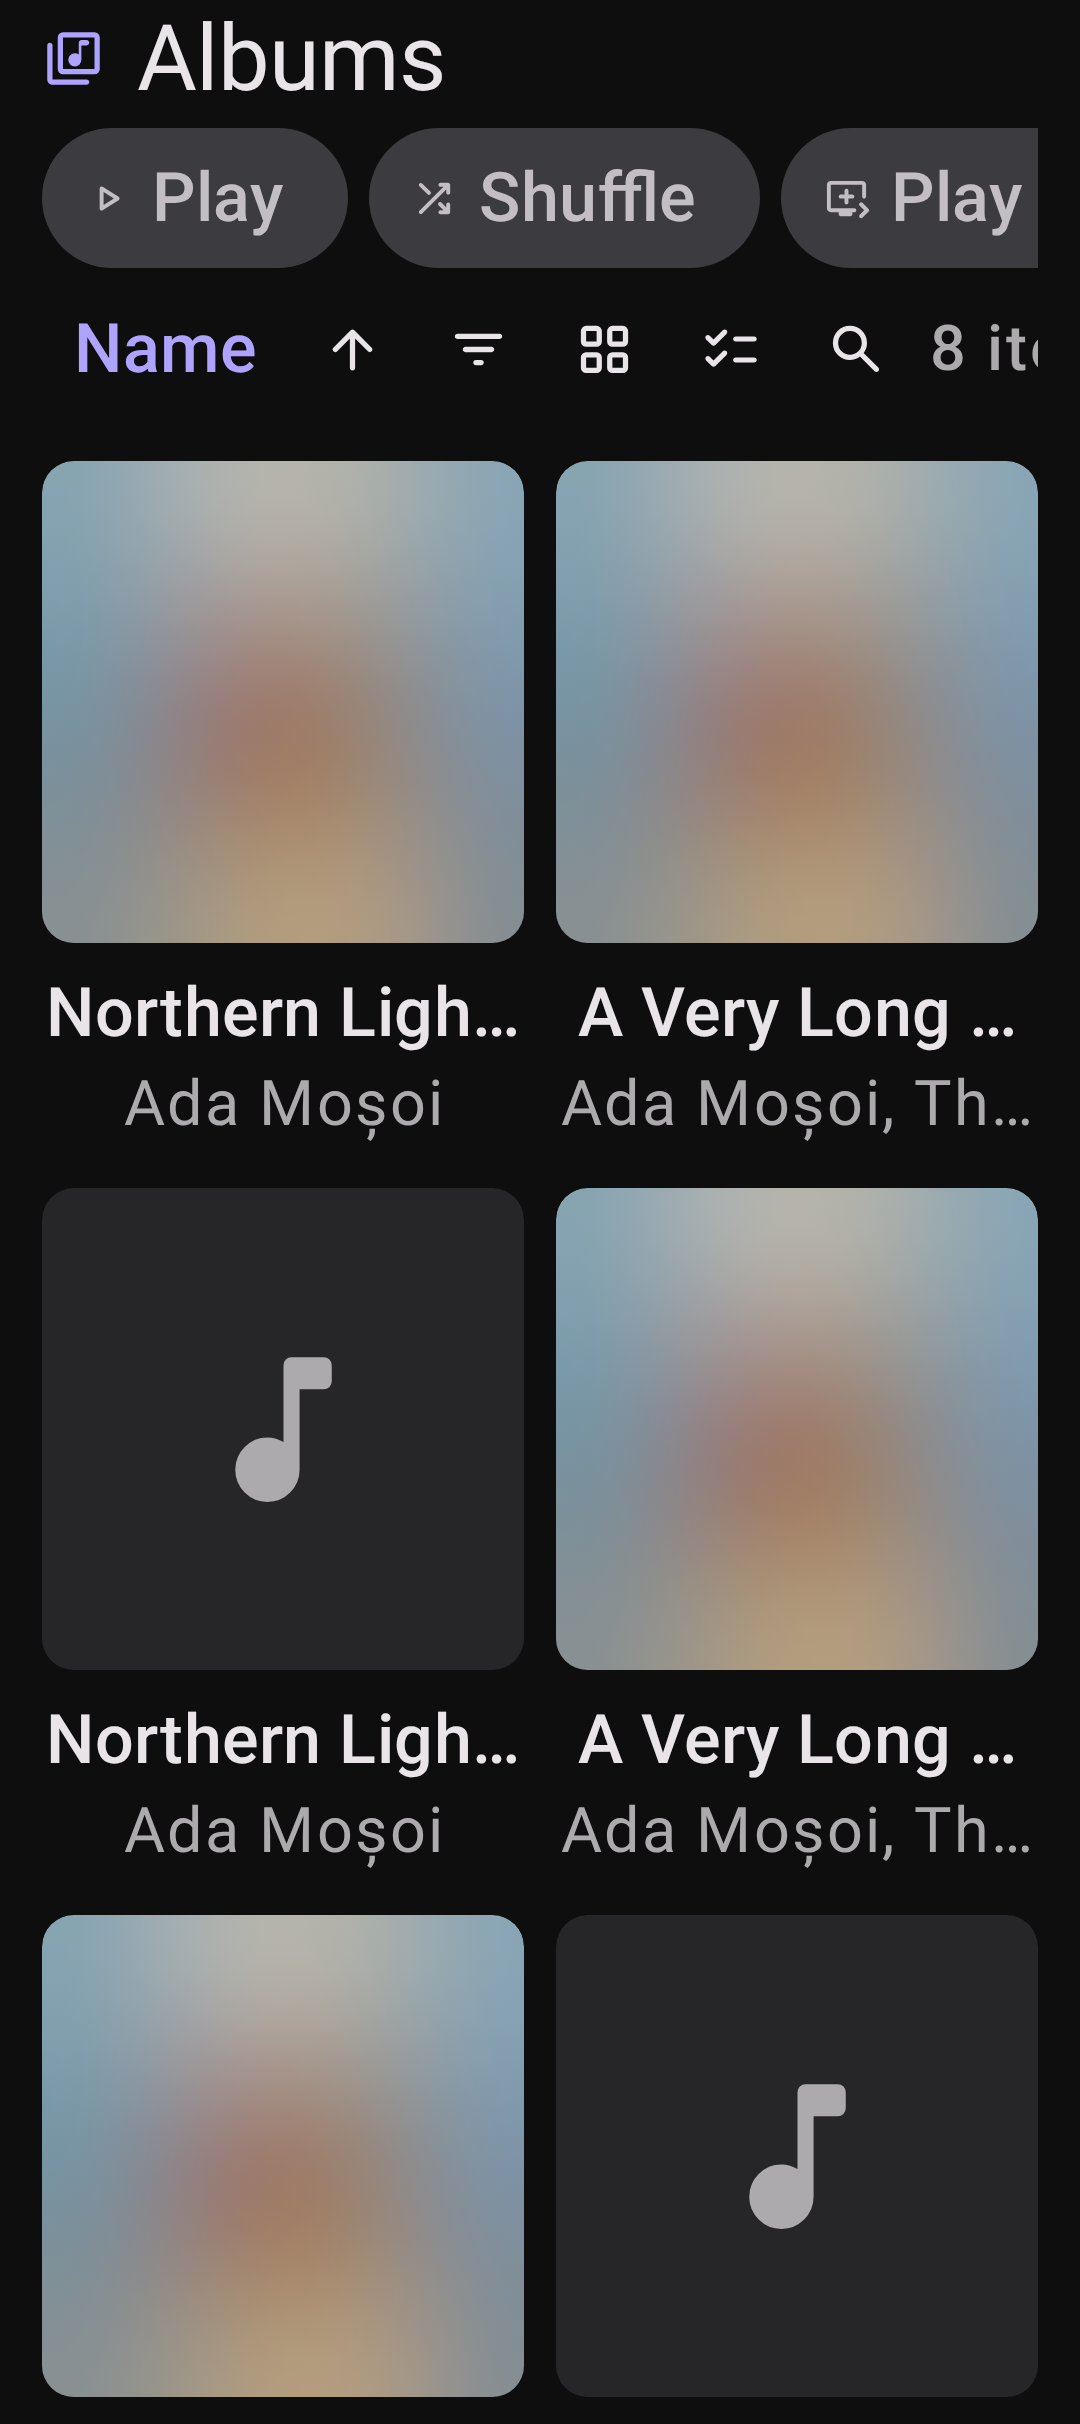 Albums
Play Shuffle Play
Name 8 ite
Northern Ligh… A Very Long …
Ada Moșoi Ada Moșoi, Th…
Northern Ligh… A Very Long …
Ada Moșoi Ada Moșoi, Th…